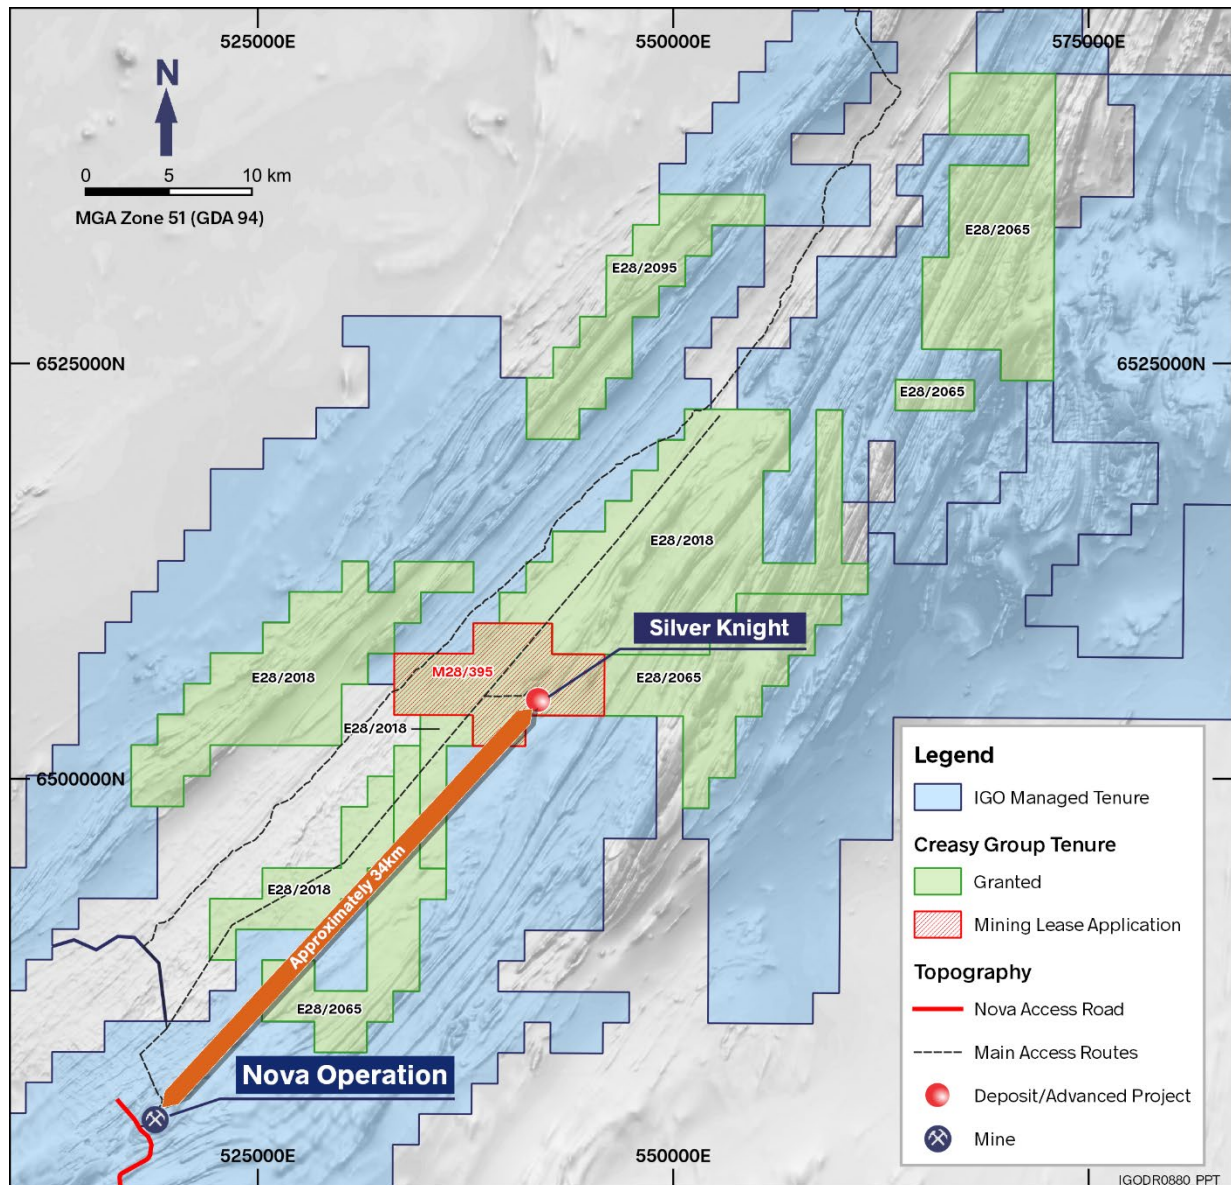 525000E
550000E
575000E
N
0 5 10 km
MGA Zone 51 (GDA 94)
E28/2065
E28/2095
6525000N
6525000N
E28/2065
E28/2018
Silver Knight
M28/395
E28/2018
E28/2065
E28/2018
6500000N
E28/2018
Approximately 34km
E28/2065
Nova Operation
525000E
550000E
Legend
IGO Managed Tenure
Creasy Group Tenure
Granted
Mining Lease Application
Topography
Nova Access Road
Main Access Routes
Deposit/Advanced Project
Mine
IGODR0880_PPT